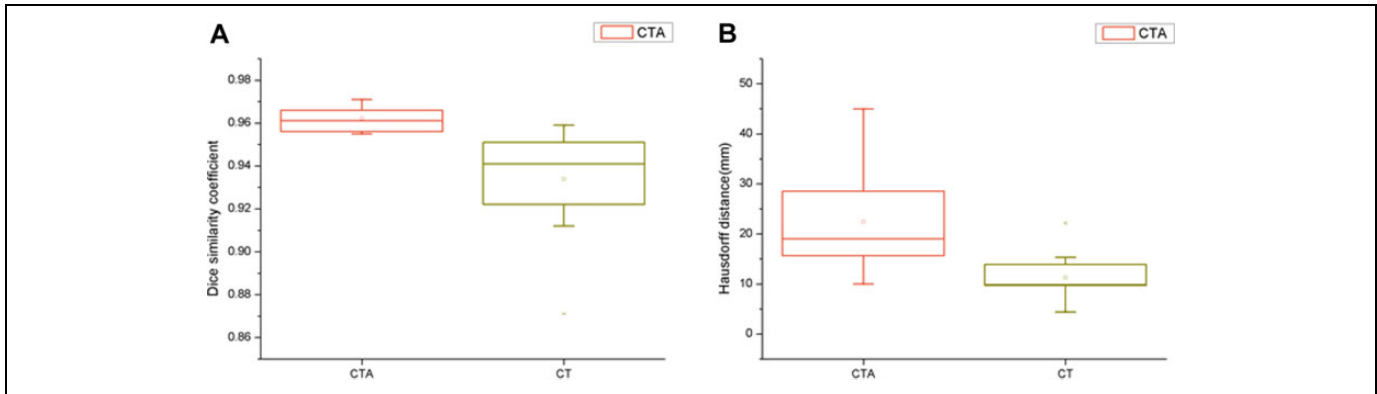 A
CTA
0.98
0.96
0.94
0.92
0.90
0.88
0.86
Dice similarity coefficient
CTA CT
B
CTA
50
40
30
20
10
0
Hausdorff distance(mm)
CTA CT